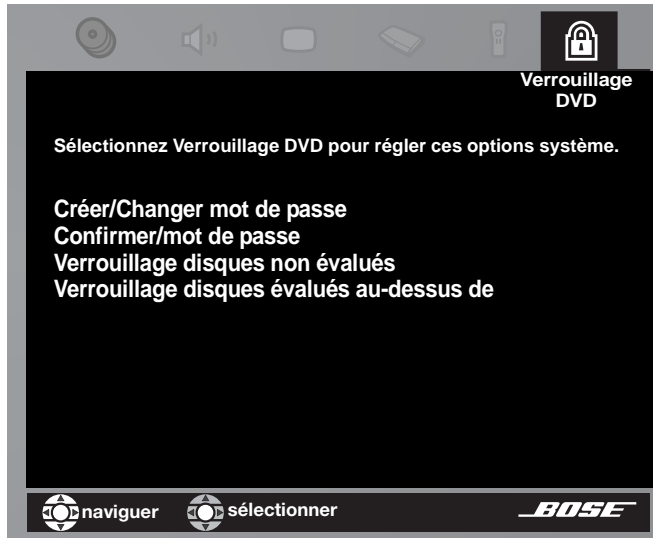 Verrouillage
DVD
Sélectionnez Verrouillage DVD pour régler ces options système.
Créer/Changer mot de passe
Confirmer/mot de passe
Verrouillage disques non évalués
Verrouillage disques évalués au-dessus de
naviguer sélectionner BOSE